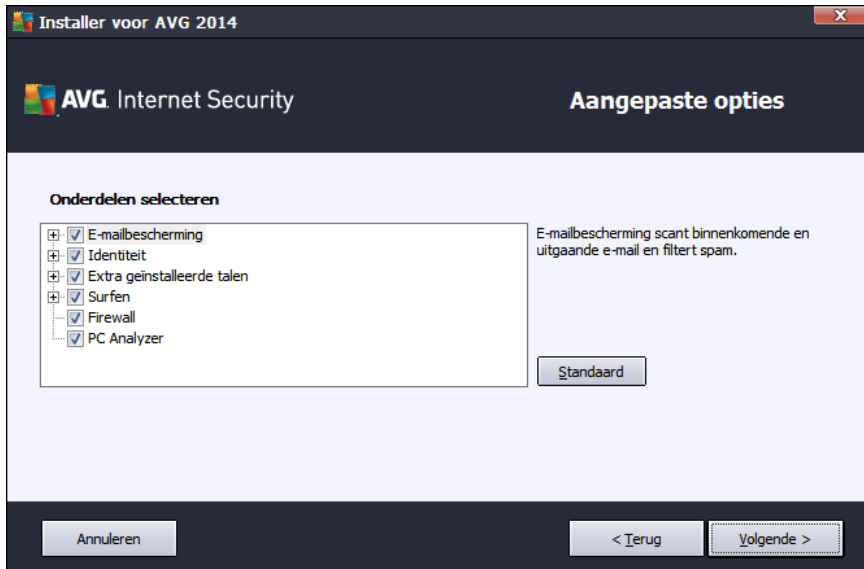 Installer voor AVG 2014
AVG. Internet Security
Aangepaste opties
Onderdelen selecteren
E-mailbescherming
Identiteit
Extra geïnstalleerde talen
Surfen
Firewall
PC Analyzer
E-mailbescherming scant binnenkomende en
uitgaande e-mail en filtert spam.
Standaard
Annuleren
< Terug
Volgende >